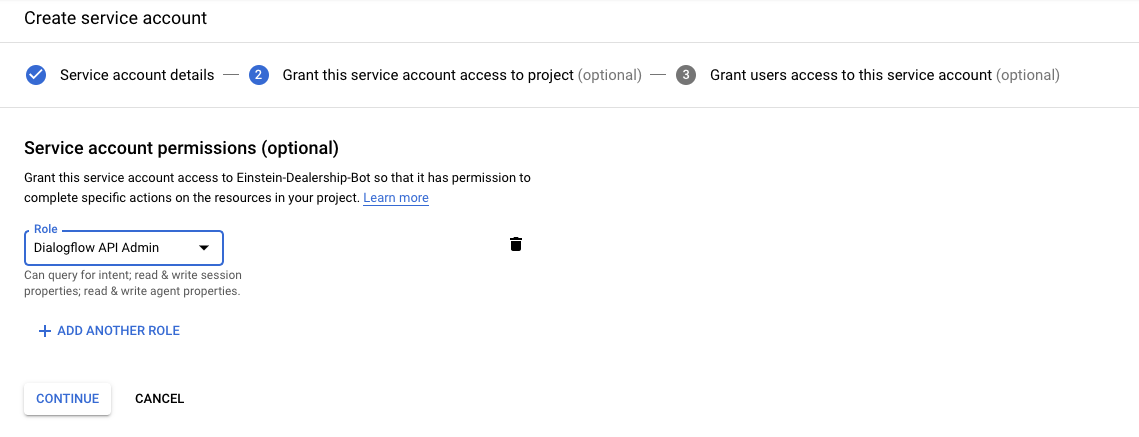 Create service account
Service account details — 2 Grant this service account access to project (optional) — 3 Grant users access to this service account (optional)
Service account permissions (optional)
Grant this service account access to Einstein-Dealership-Bot so that it has permission to
complete specific actions on the resources in your project. Learn more
Role
Dialogflow API Admin
Can query for intent; read & write session
properties; read & write agent properties.
+ ADD ANOTHER ROLE
CONTINUE CANCEL